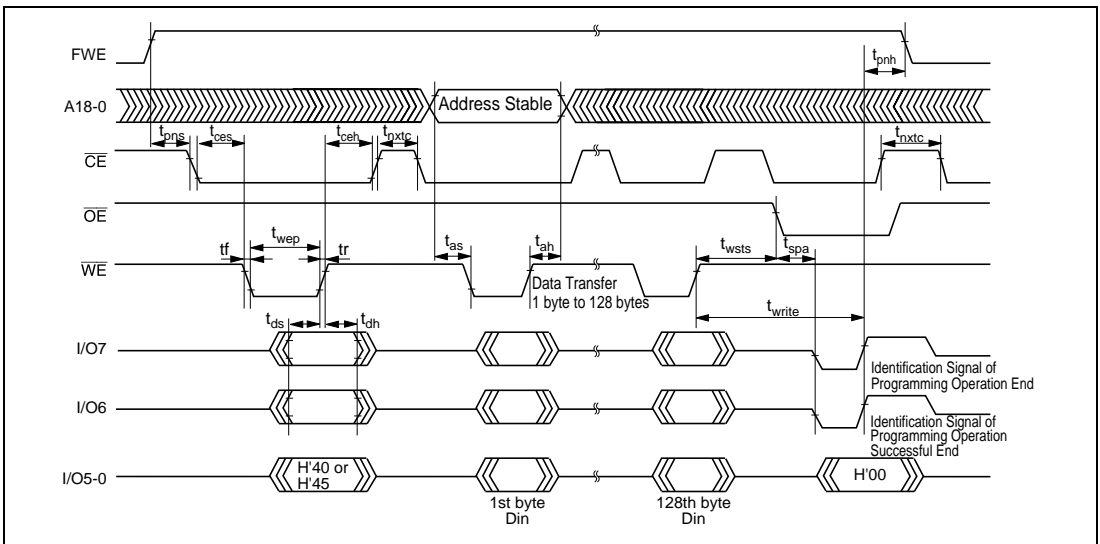 FWE
tpnh
A18-0
Address Stable
tpns
tces
tceh
tnxtc
tnxtc
CE
OE
twep
tf
tr
tas
tah
twsts
tspa
WE
Data Transfer
1 byte to 128 bytes
twrite
tds
tdh
I/O7
Identification Signal of
Programming Operation End
I/O6
Identification Signal of
Programming Operation
Successful End
I/O5-0
H'40 or
H'45
H'00
1st byte
Din
128th byte
Din